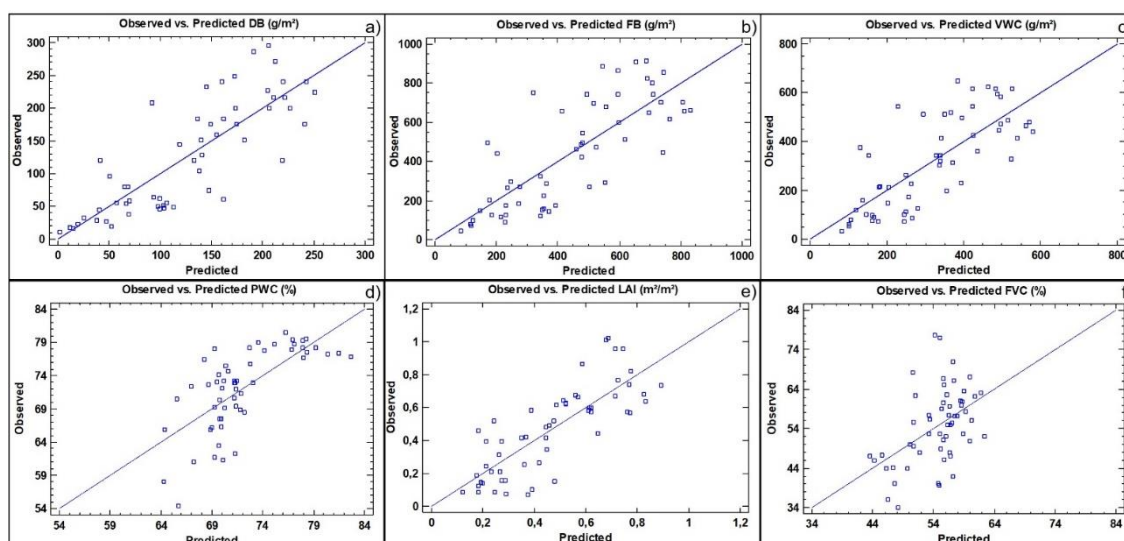 Observed vs. Predicted DB (g/m²) a)
300
250
200
150
100
50
0
Observed
0 50 100 150 200 250 300
Predicted
Observed vs. Predicted FB (g/m²) b)
1000
800
600
400
200
0
Observed
0 200 400 600 800 1000
Predicted
Observed vs. Predicted VWC (g/m²)
800
600
400
200
0
Observed
0 200 400 600 800
Predicted
Observed vs. Predicted PWC (%) d)
84
79
74
69
64
59
54
Observed
54 59 64 69 74 79 84
Predicted
Observed vs. Predicted LAI (m²/m²) e)
1,2
1
0,8
0,6
0,4
0,2
0
Observed
0 0,2 0,4 0,6 0,8 1 1,2
Predicted
Observed vs. Predicted FVC (%)
84
74
64
54
44
34
Observed
34 44 54 64 74 84
Predicted